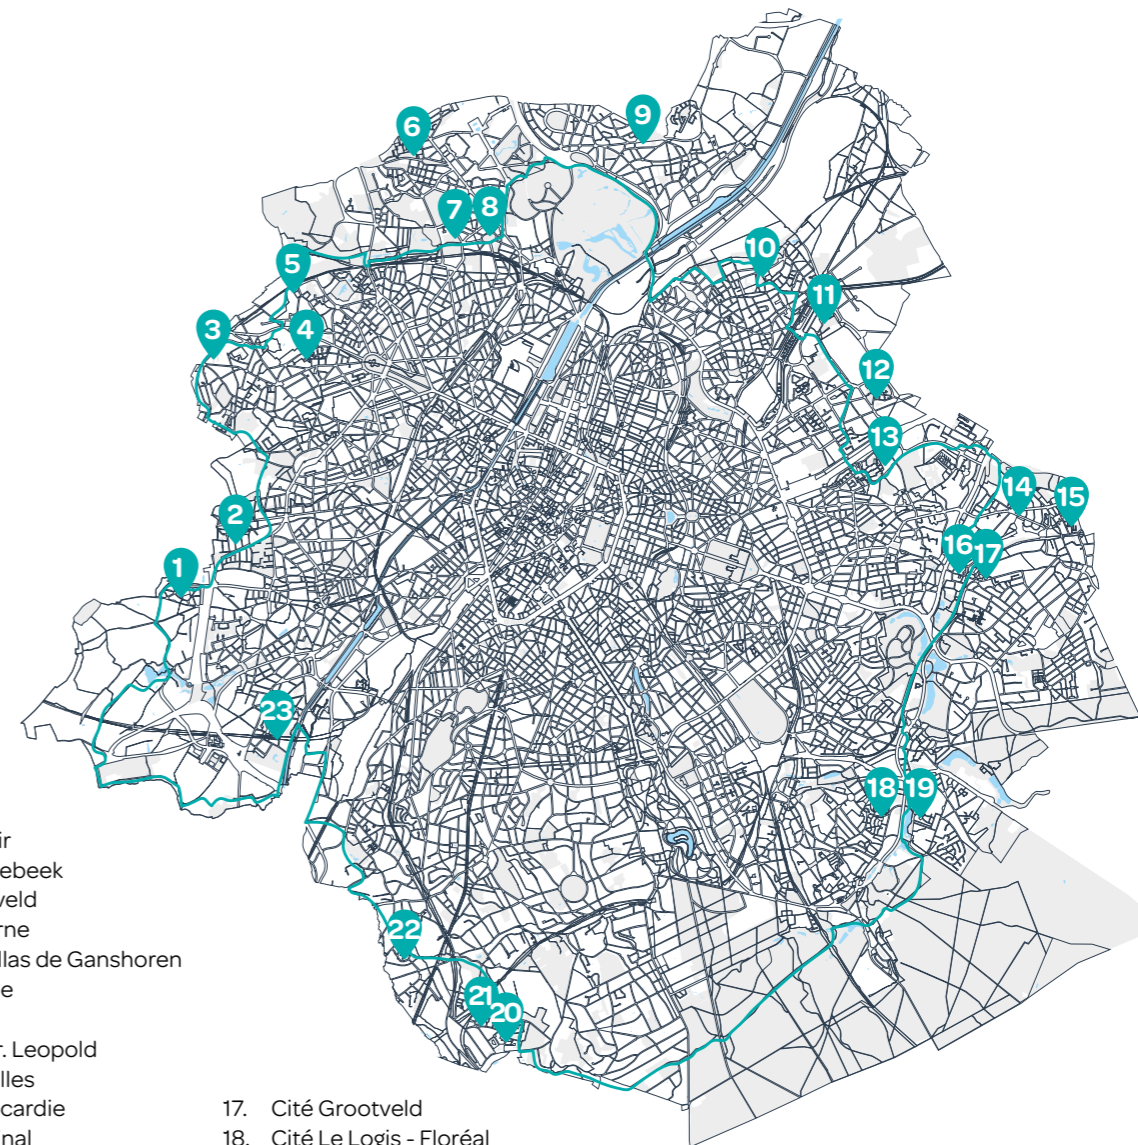 9
6
7
8
10
5
11
3
4
12
13
14
15
2
16
17
1
23
18
19
22
21
20
ir
ebeek
veld
rne
llas de Ganshoren
e
r. Leopold
lles
cardie
nal
17. Cité Grootveld
18. Cité Le Logis - Floréal